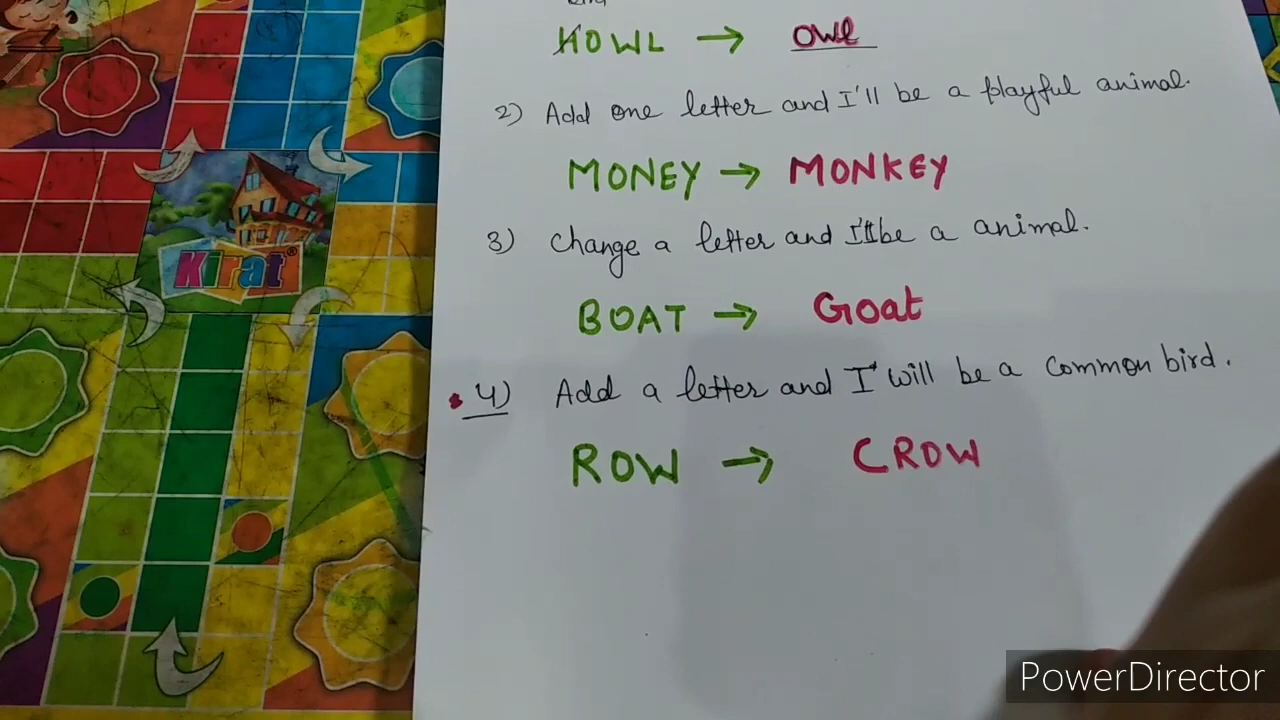 HOWL → owl
2) Add one letter and I'll be a playful animal.
MONEY → MONKEY
3) change a letter and I'll be a animal.
BOAT → Goat
4) Add a letter and I will be a common bird.
ROW → CROW
Kirat®
PowerDirector